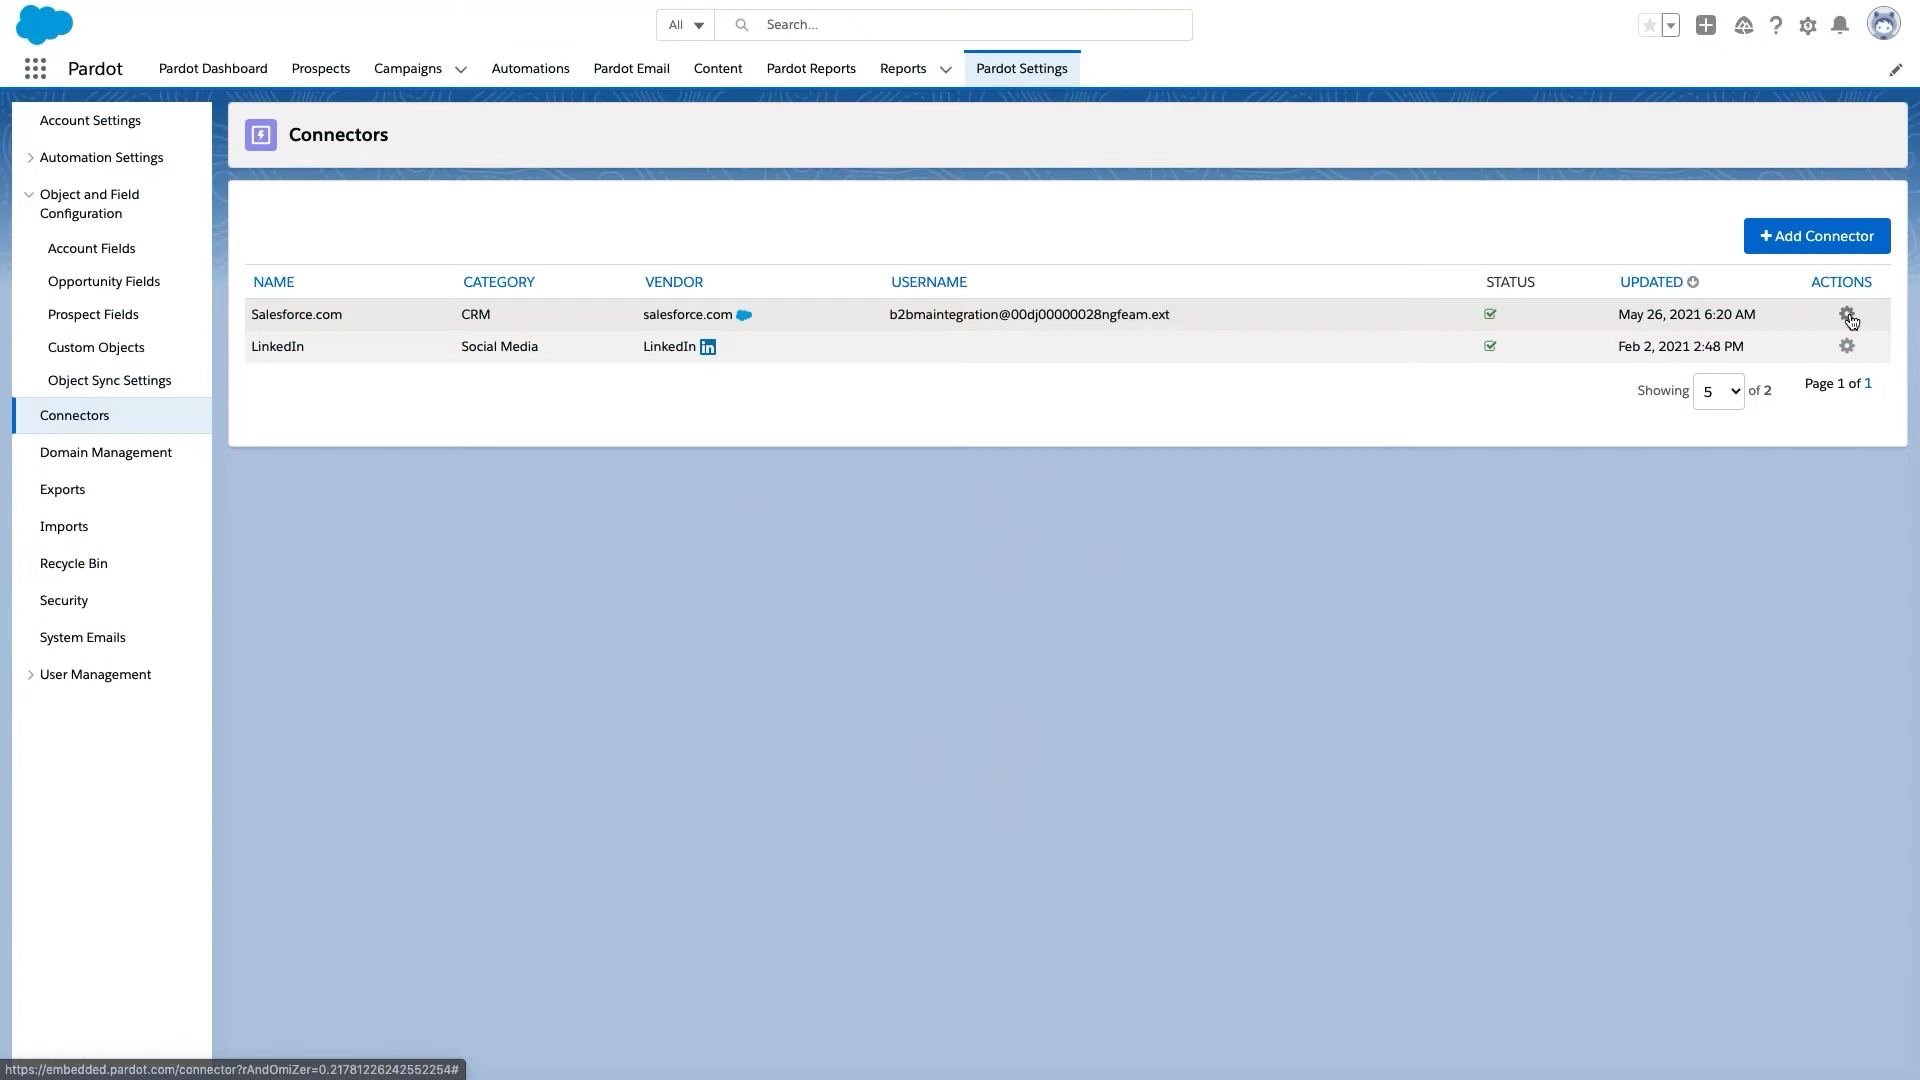 All
Search...
Pardot
Pardot Dashboard
Prospects
Campaigns
Automations
Pardot Email
Content
Pardot Reports
Reports
Pardot Settings
Account Settings
Automation Settings
Object and Field
Configuration
Account Fields
Opportunity Fields
Prospect Fields
Custom Objects
Object Sync Settings
Connectors
Domain Management
Exports
Imports
Recycle Bin
Security
System Emails
User Management
Connectors
+ Add Connector
NAME CATEGORY VENDOR USERNAME STATUS UPDATED ACTIONS
Salesforce.com CRM salesforce.com b2bmaintegration@00dj00000028ngfeam.ext May 26, 2021 6:20 AM
LinkedIn Social Media LinkedIn in Feb 2, 2021 2:48 PM
Showing 5 of 2 Page 1 of 1
https://embedded.pardot.com/connector?rAndOmiZer=0.21781226242552254#